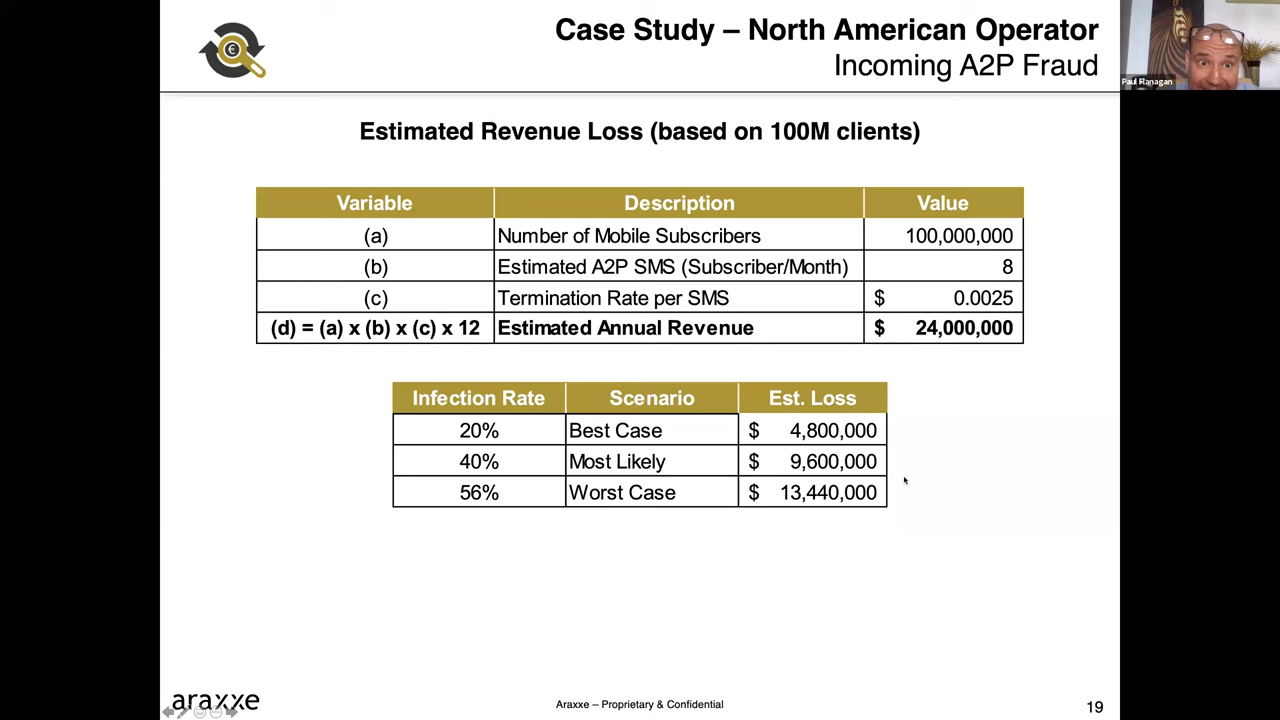 Case Study – North American Operator
Incoming A2P Fraud
Paul Flanagan
Estimated Revenue Loss (based on 100M clients)
Variable Description Value
(a) Number of Mobile Subscribers 100,000,000
(b) Estimated A2P SMS (Subscriber/Month) 8
(c) Termination Rate per SMS $ 0.0025
(d) = (a) x (b) x (c) x 12 Estimated Annual Revenue $ 24,000,000
Infection Rate Scenario Est. Loss
20% Best Case $ 4,800,000
40% Most Likely $ 9,600,000
56% Worst Case $ 13,440,000
araxxe
Araxxe – Proprietary & Confidential
19